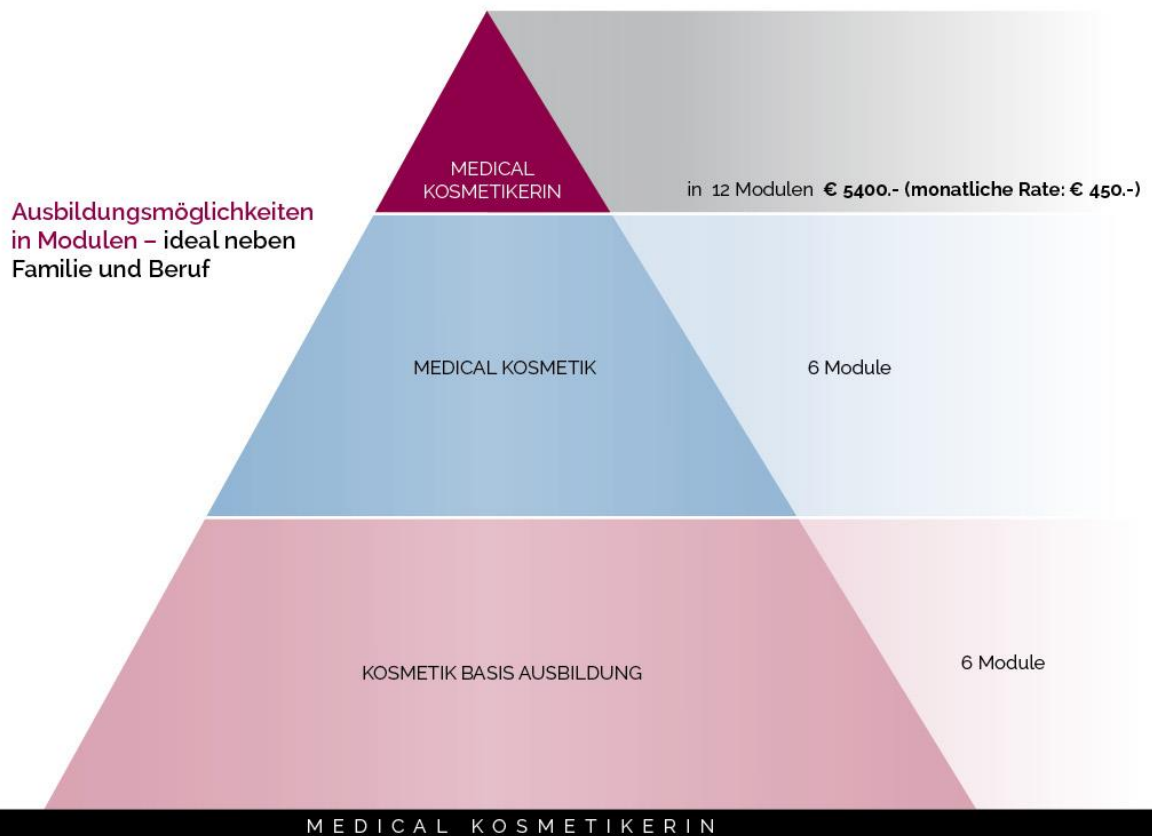 MEDICAL
KOSMETIKERIN
in 12 Modulen € 5400.- (monatliche Rate: € 450.-)
Ausbildungsmöglichkeiten
in Modulen – ideal neben
Familie und Beruf
MEDICAL KOSMETIK
6 Module
KOSMETIK BASIS AUSBILDUNG
6 Module
MEDICAL KOSMETIKERIN